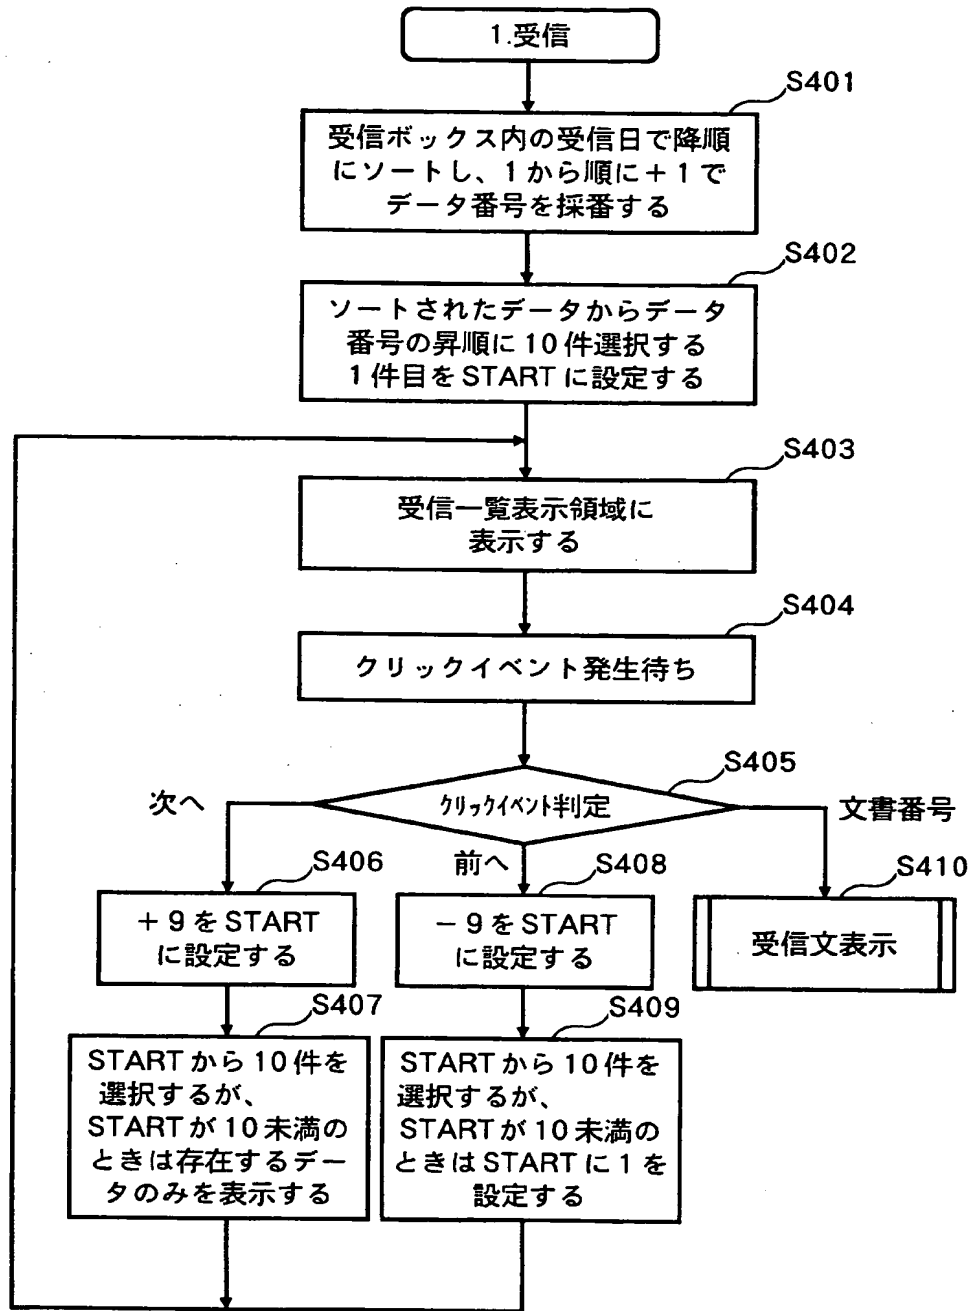 1.受信
S401
受信ボックス内の受信日で降順
にソートし、1から順に+1で
データ番号を採番する
S402
ソートされたデータからデータ
番号の昇順に10件選択する
1件目をSTARTに設定する
S403
受信一覧表示領域に
表示する
S404
クリックイベント発生待ち
S405
クリックイベント判定
次へ
前へ
文書番号
S406
+9をSTART
に設定する
S408
-9をSTART
に設定する
S410
受信文表示
S407
STARTから10件を
選択するが、
STARTが10未満の
ときは存在するデー
タのみを表示する
S409
STARTから10件を
選択するが、
STARTが10未満の
ときはSTARTに1を
設定する